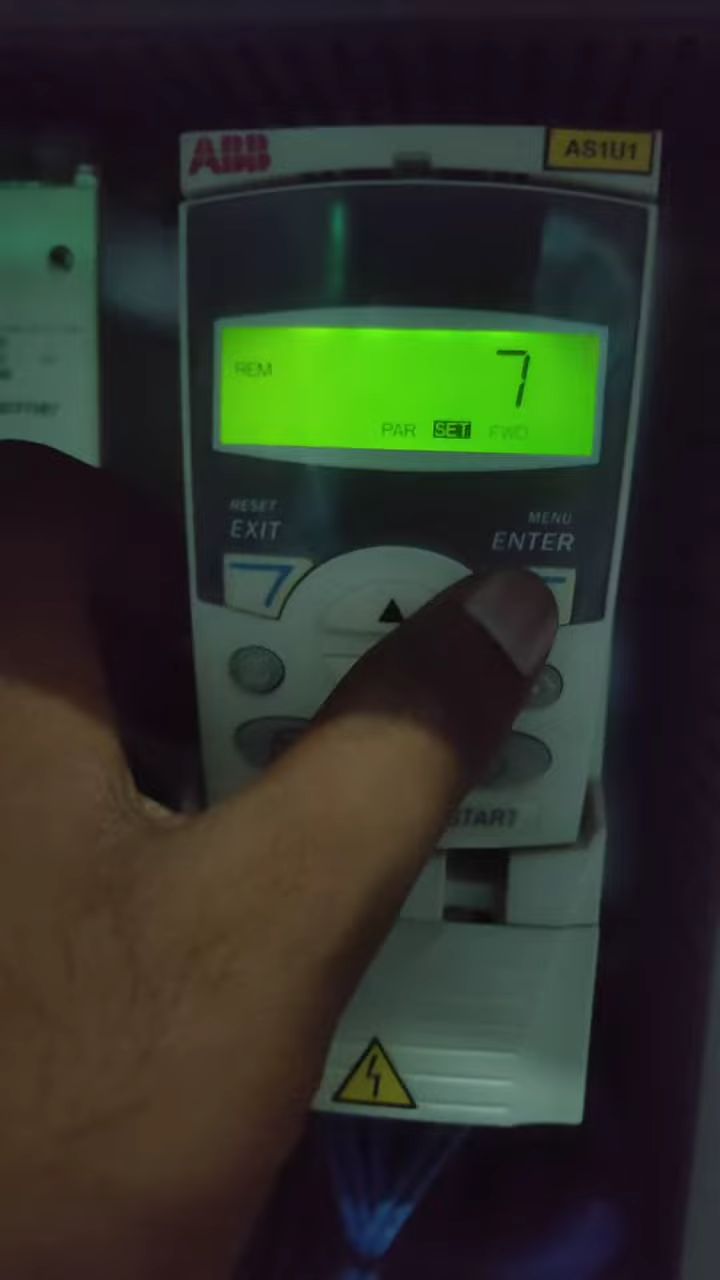 ABB
AS1U1
REM
7
PAR SET FWD
RESET
EXIT
MENU
ENTER
START